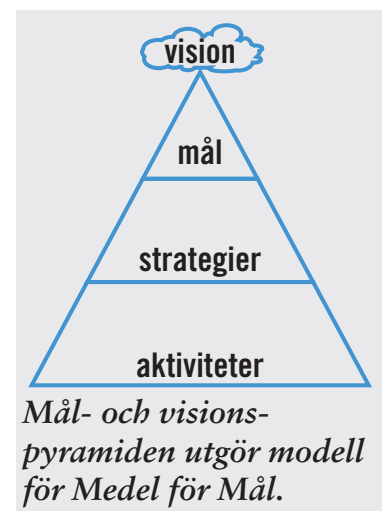 vision
mål
strategier
aktiviteter
Mål- och visions-
pyramiden utgör modell
för Medel för Mål.